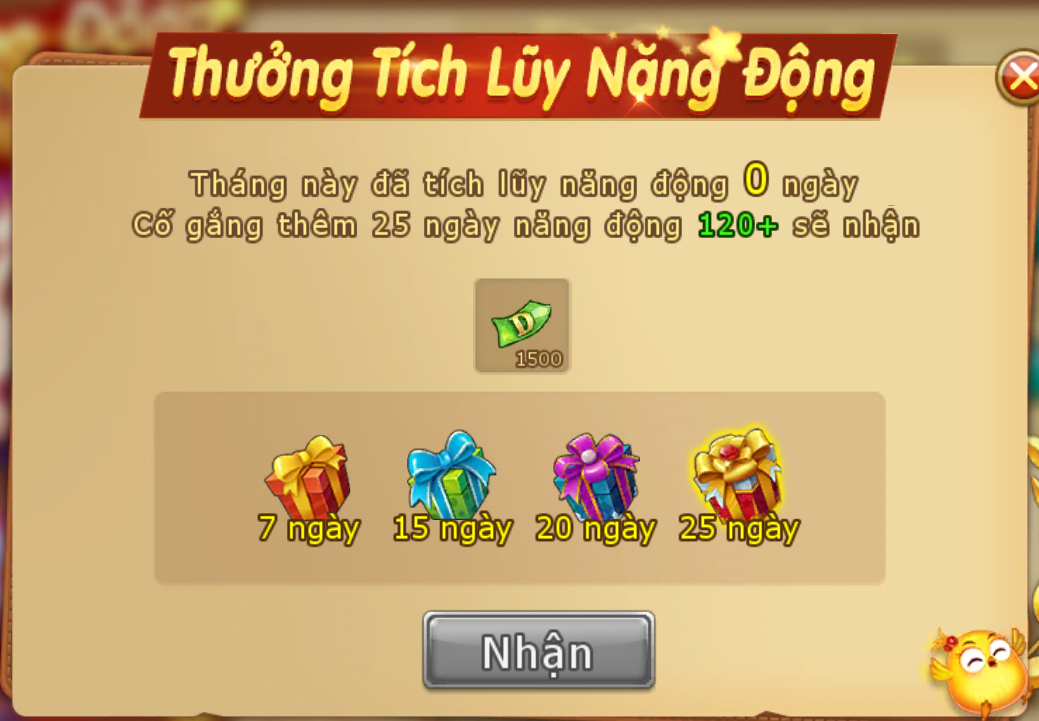 Thưởng Tích Lũy Năng Động
Tháng này đã tích lũy năng động 0 ngày
Cố gắng thêm 25 ngày năng động 120+ sẽ nhận
D
1500
7 ngày 15 ngày 20 ngày 25 ngày
Nhận